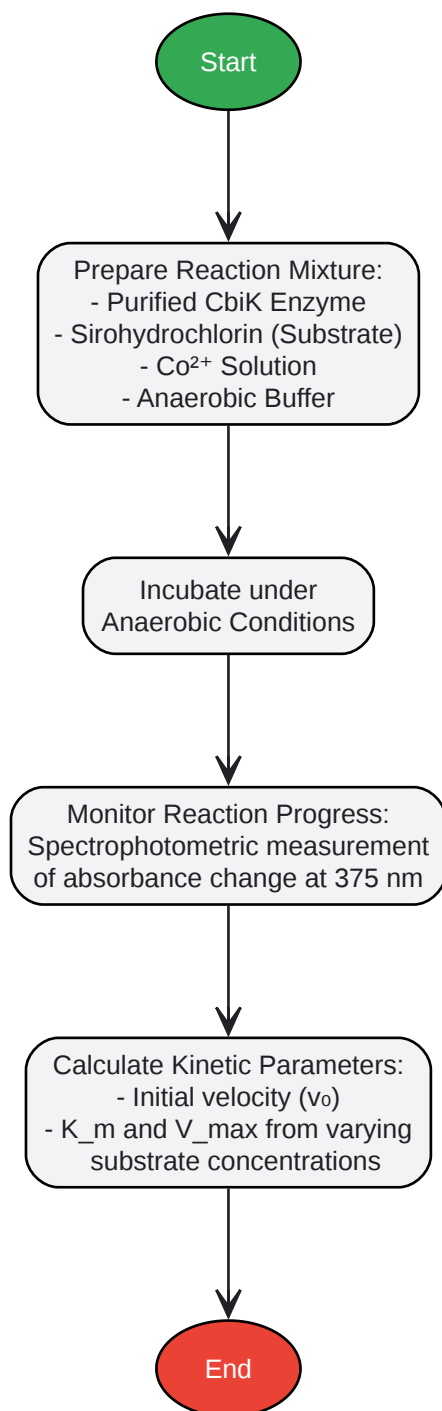 Start
Prepare Reaction Mixture:
- Purified CbiK Enzyme
- Sirohydrochlorin (Substrate)
- Co²⁺ Solution
- Anaerobic Buffer
Incubate under
Anaerobic Conditions
Monitor Reaction Progress:
Spectrophotometric measurement
of absorbance change at 375 nm
Calculate Kinetic Parameters:
- Initial velocity (v₀)
- K_m and V_max from varying
substrate concentrations
End